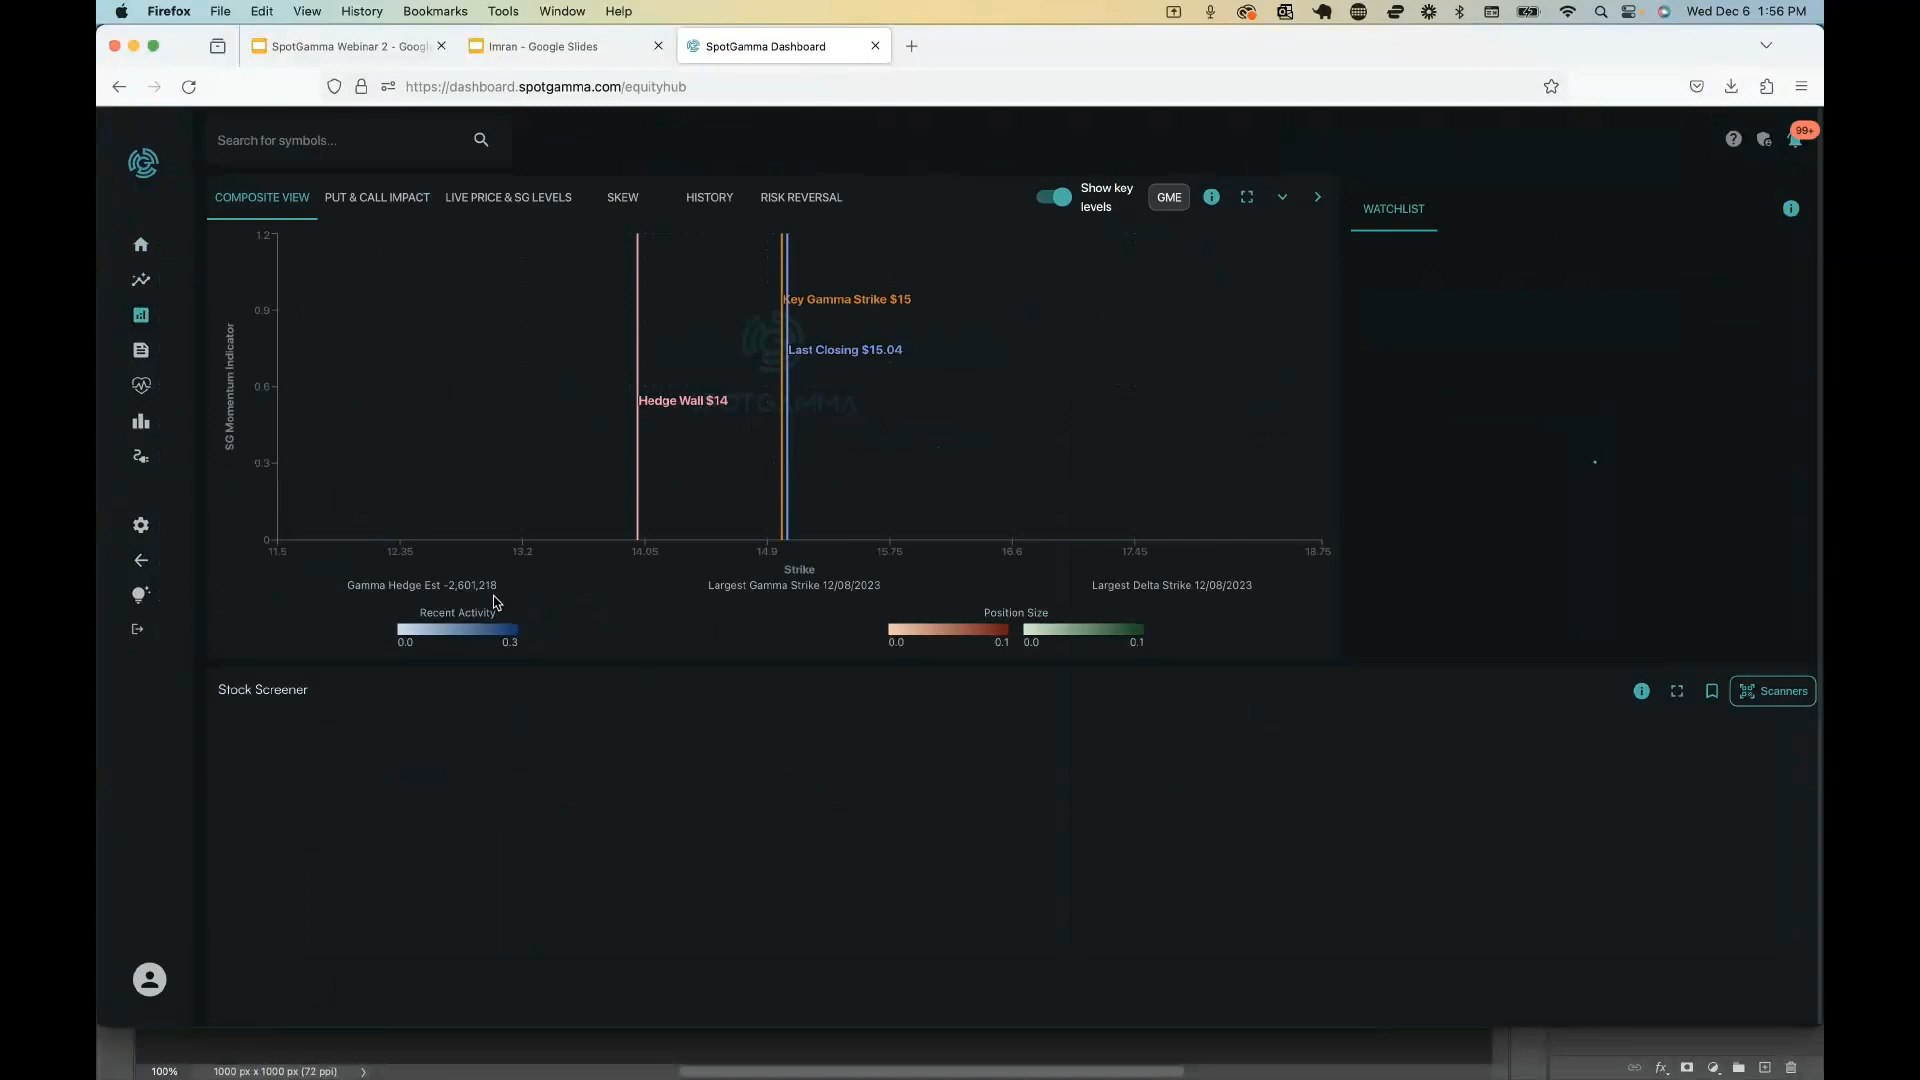 Firefox File Edit View History Bookmarks Tools Window Help Wed Dec 6 1:56 PM
SpotGamma Webinar 2 - Googl Imran - Google Slides SpotGamma Dashboard
https://dashboard.spotgamma.com/equityhub
Search for symbols...
99+
COMPOSITE VIEW PUT & CALL IMPACT LIVE PRICE & SG LEVELS SKEW HISTORY RISK REVERSAL
Show key
levels
GME
WATCHLIST
1.2
Key Gamma Strike $15
0.9
Last Closing $15.04
SG Momentum Indicator
0.6
Hedge Wall $14
SPOTGAMMA
0.3
0
11.5 12.35 13.2 14.05 14.9 15.75 16.6 17.45 18.75
Strike
Gamma Hedge Est -2,601,218 Largest Gamma Strike 12/08/2023 Largest Delta Strike 12/08/2023
Recent Activity Position Size
0.0 0.3 0.0 0.1 0.0 0.1
Stock Screener Scanners
100% 1000 px x 1000 px (72 ppi)
fx